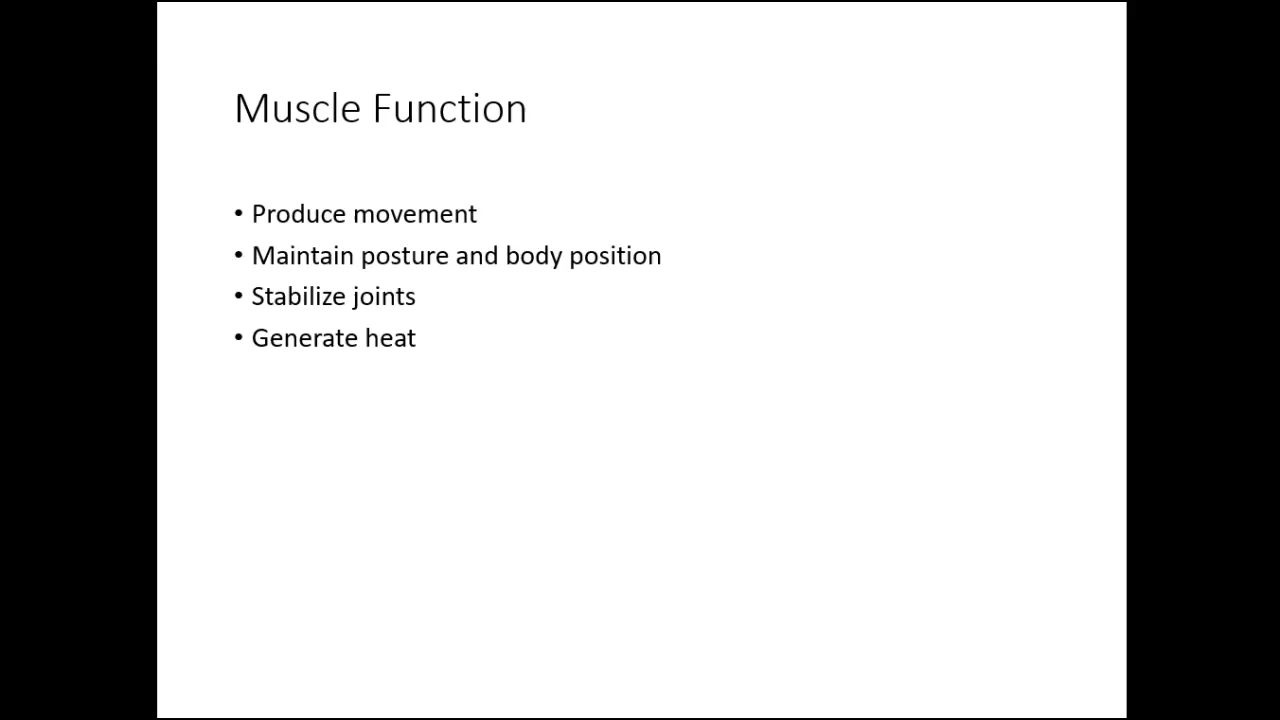 Muscle Function
• Produce movement
• Maintain posture and body position
• Stabilize joints
• Generate heat